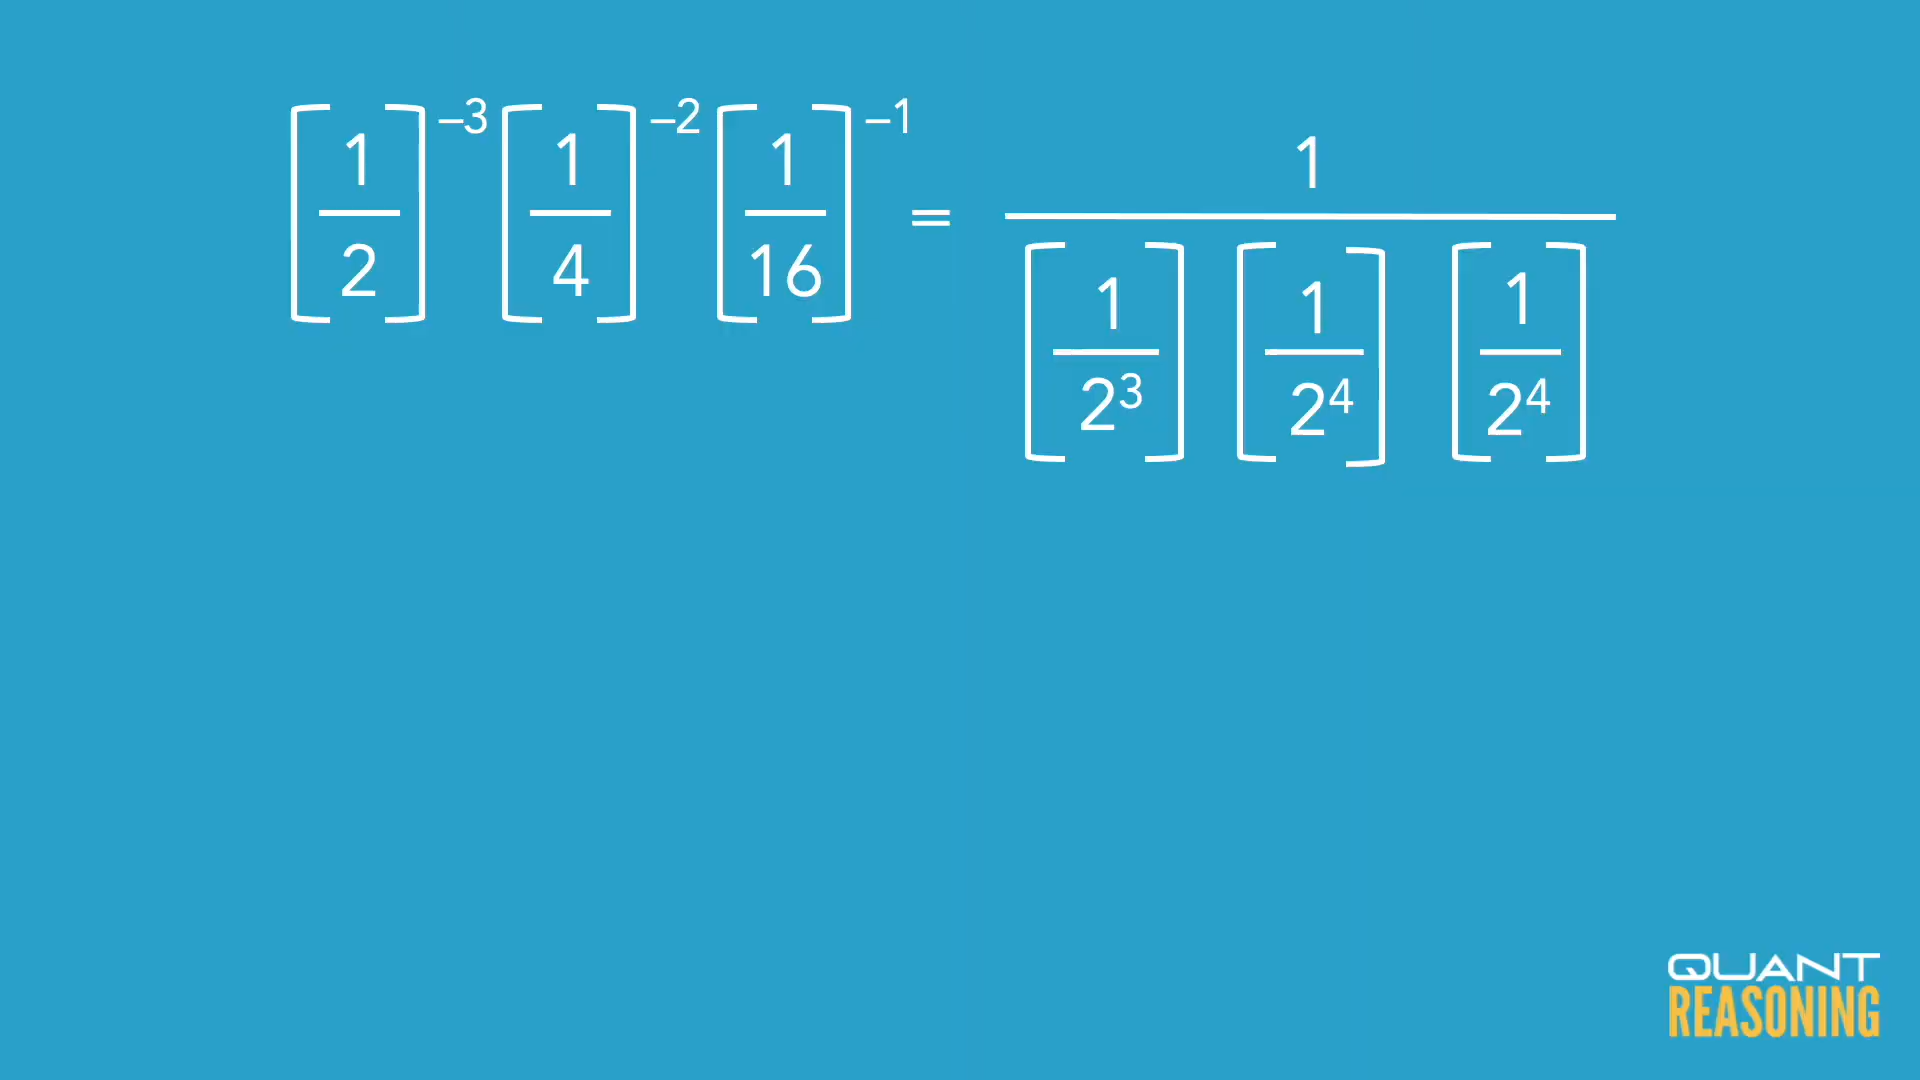 [1/2]^–3 [1/4]^–2 [1/16]^–1 = 1/([1/2^3] [1/2^4] [1/2^4])
QUANT
REASONING